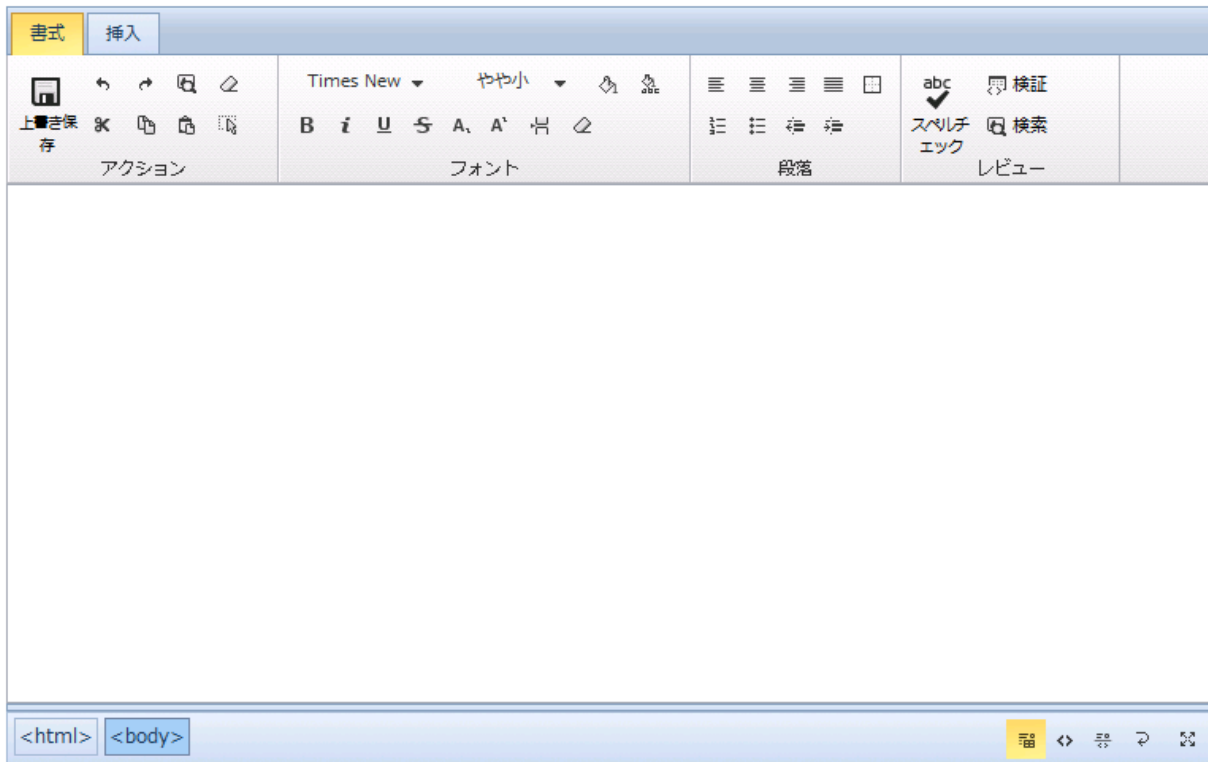 書式 挿入
Times New やや小
abc 検証
上書き保存
B i U S A、 A`
スペルチェック 検索
アクション フォント 段落 レビュー
<html> <body>